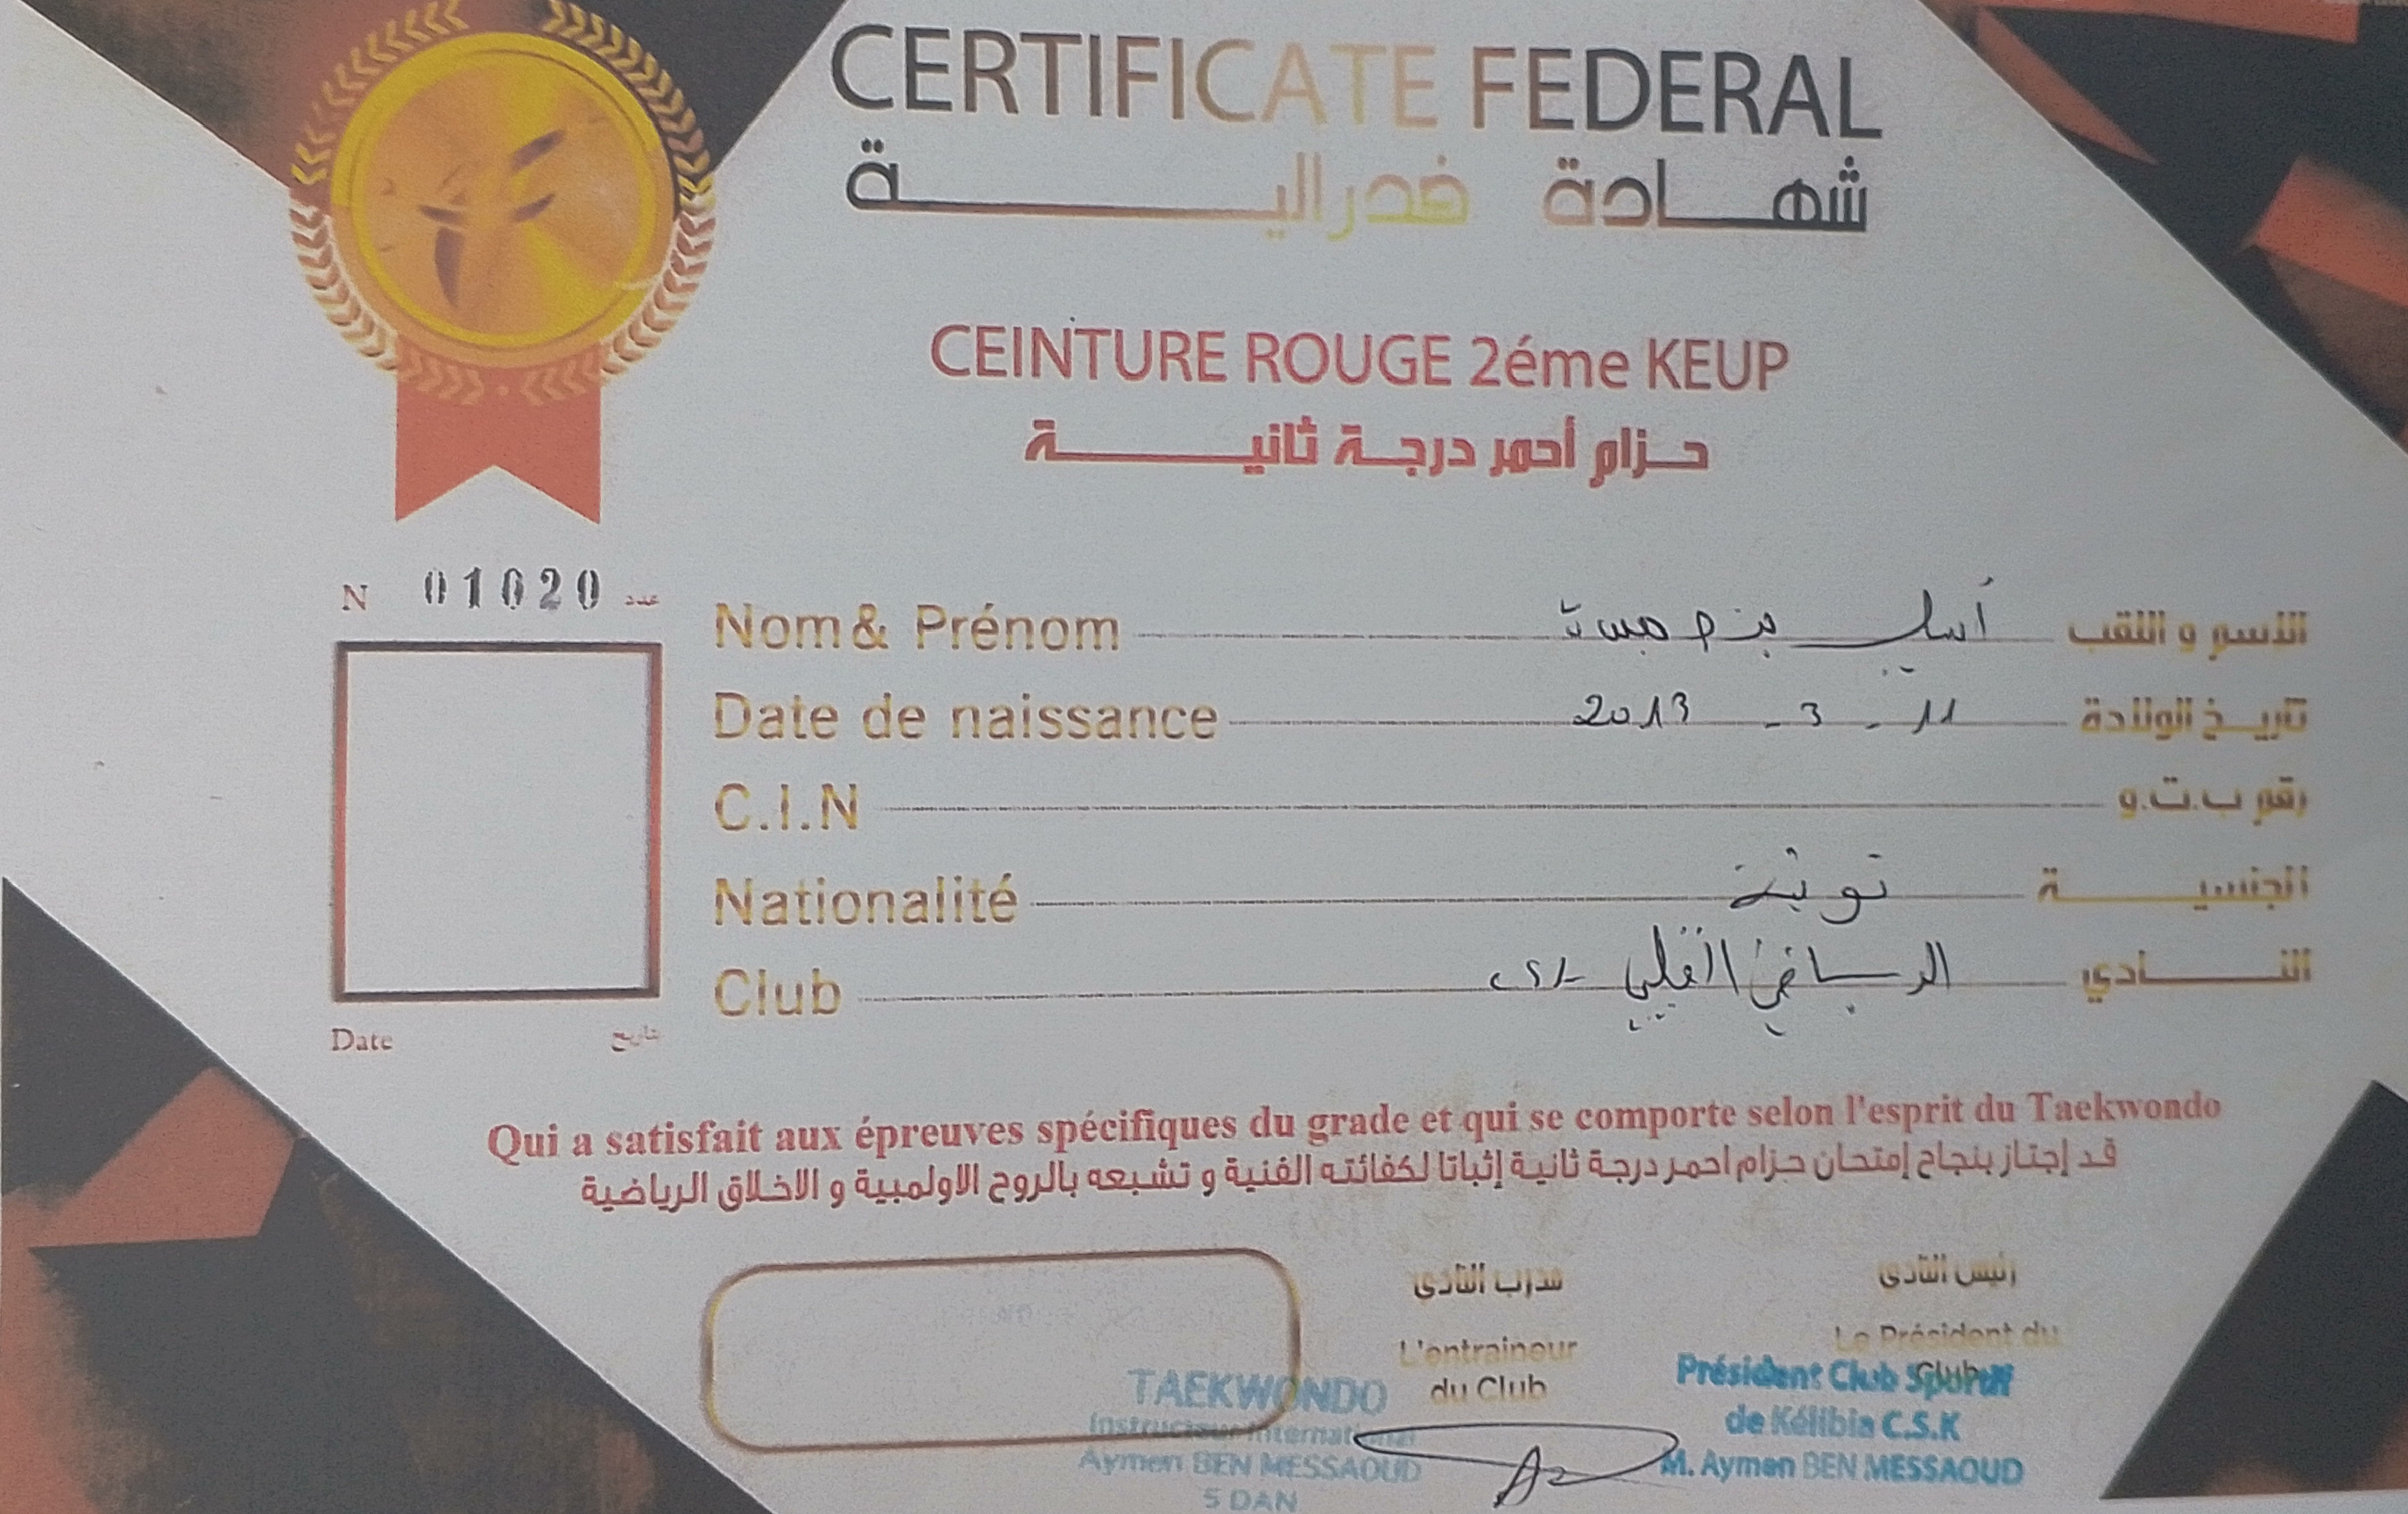 CERTIFICATE FEDERAL
شهادة فدرالية
CEINTURE ROUGE 2éme KEUP
حزام أحمر درجة ثانية
N 01020 عدد
Nom & Prénom أسيل بن الاسم و اللقب
Date de naissance 11 - 3 - 2013 تاريخ الولادة
C.I.N رقم ب.ت.و
Nationalité تونسية الجنسية
Club الرياضي القليبي النادي
Date تاريخ
Qui a satisfait aux épreuves spécifiques du grade et qui se comporte selon l'esprit du Taekwondo
قد إجتاز بنجاح إمتحان حزام احمر درجة ثانية إثباتا لكفائته الفنية و تشبعه بالروح الاولمبية و الاخلاق الرياضية
مدرب النادي رئيس النادي
L'entraineur du Club
Le Président du Club
TAEKWONDO
Instructeur International
Aymen BEN MESSAOUD
5 DAN
Président Club Sportif
de Kélibia C.S.K
M. Aymen BEN MESSAOUD